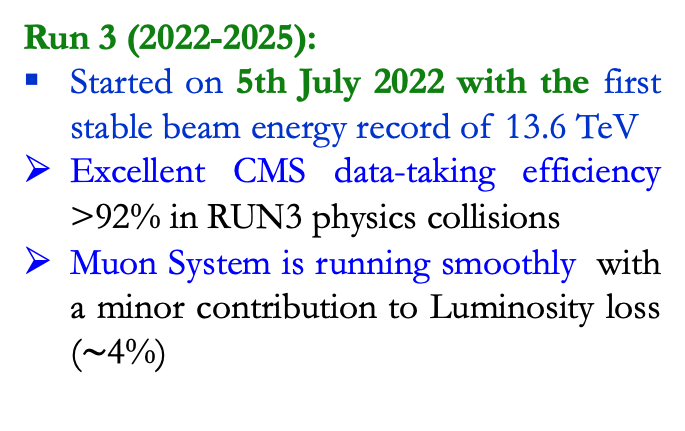 Run 3 (2022-2025):
▪ Started on 5th July 2022 with the first
stable beam energy record of 13.6 TeV
➢ Excellent CMS data-taking efficiency
>92% in RUN3 physics collisions
➢ Muon System is running smoothly with
a minor contribution to Luminosity loss
(~4%)